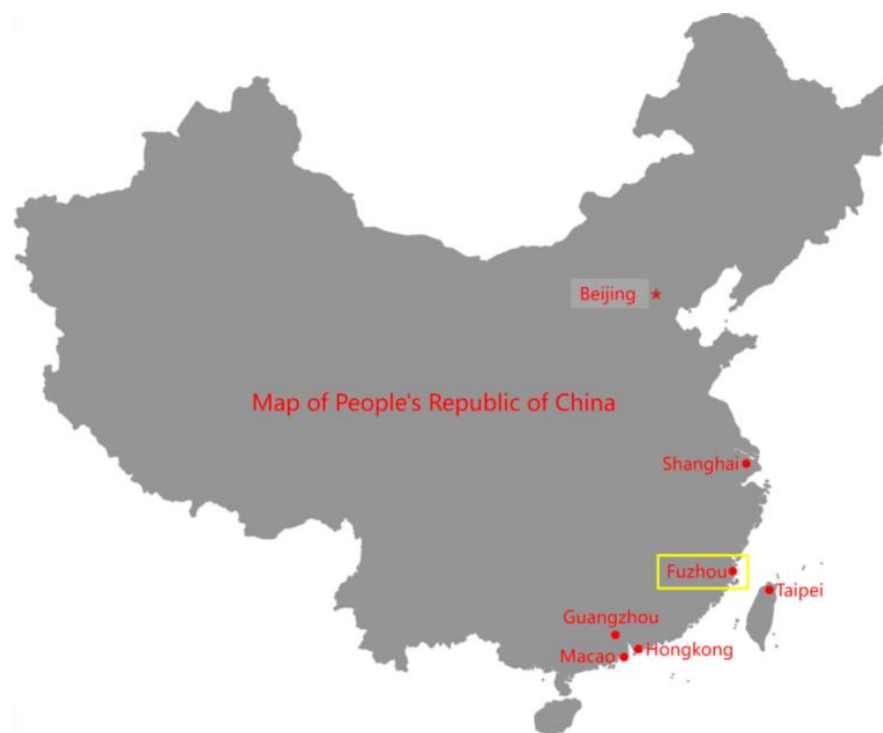 Beijing
Map of People's Republic of China
Shanghai
Fuzhou
Taipei
Guangzhou
Hongkong
Macao